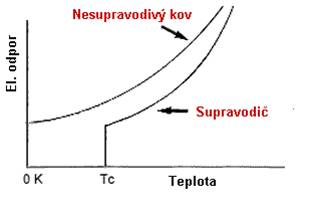 Nesupravodivý kov
El. odpor
Supravodič
0 K
Tc
Teplota